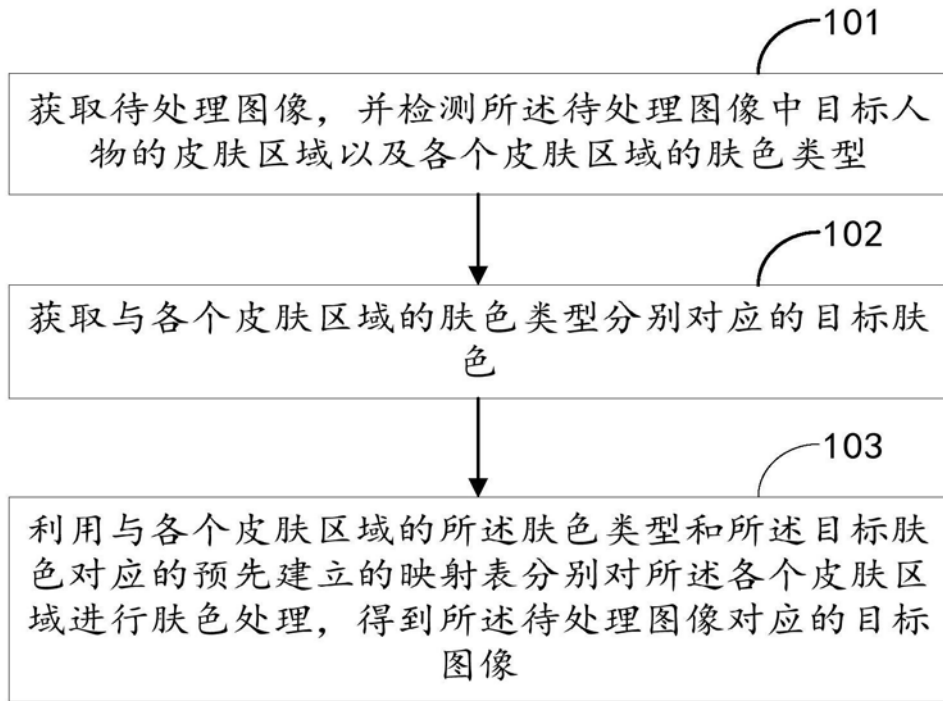 101
获取待处理图像，并检测所述待处理图像中目标人
物的皮肤区域以及各个皮肤区域的肤色类型
102
获取与各个皮肤区域的肤色类型分别对应的目标肤
色
103
利用与各个皮肤区域的所述肤色类型和所述目标肤
色对应的预先建立的映射表分别对所述各个皮肤区
域进行肤色处理，得到所述待处理图像对应的目标
图像